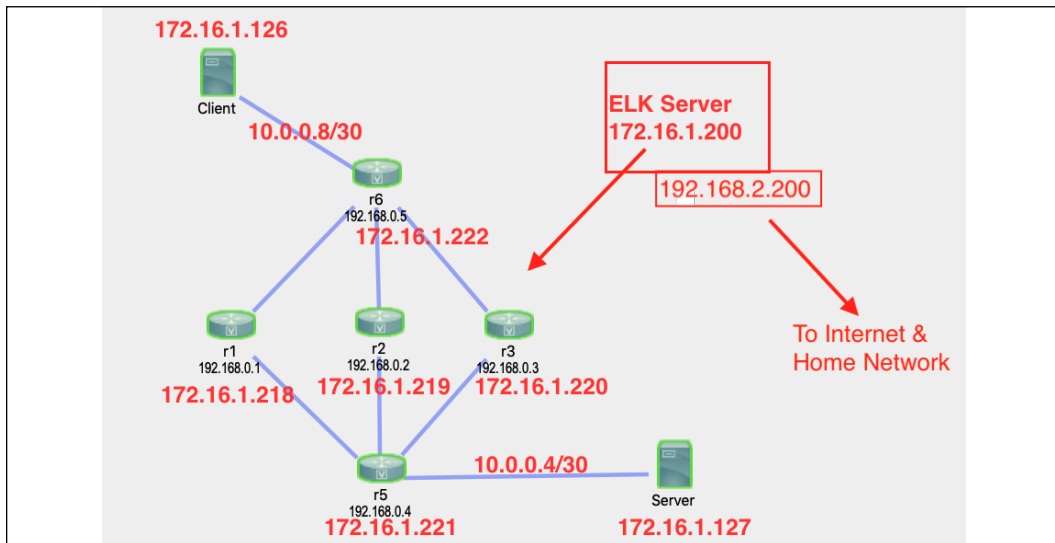 172.16.1.126
Client
10.0.0.8/30
ELK Server
172.16.1.200
192.168.2.200
r6
192.168.0.5
172.16.1.222
r1
192.168.0.1
172.16.1.218
r2
192.168.0.2
172.16.1.219
r3
192.168.0.3
172.16.1.220
To Internet &
Home Network
10.0.0.4/30
r5
192.168.0.4
172.16.1.221
Server
172.16.1.127